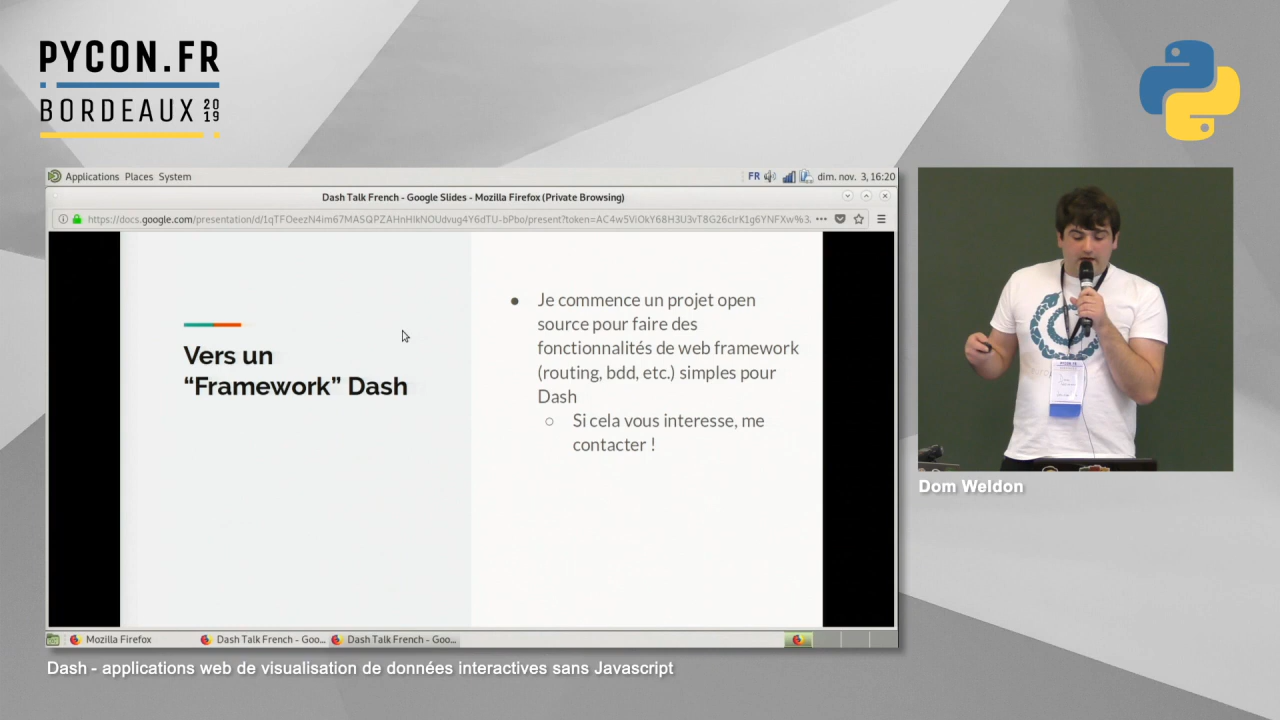 PYCON.FR
BORDEAUX 2019
Applications Places System
FR
dim. nov. 3, 16:20
Dash Talk French - Google Slides - Mozilla Firefox (Private Browsing)
Vers un
“Framework” Dash
● Je commence un projet open
source pour faire des
fonctionnalités de web framework
(routing, bdd, etc.) simples pour
Dash
○ Si cela vous interesse, me
contacter !
Mozilla Firefox
Dash Talk French - Goo...
Dash Talk French - Goo...
PYCON.FR
Dom Weldon
Dash - applications web de visualisation de données interactives sans Javascript